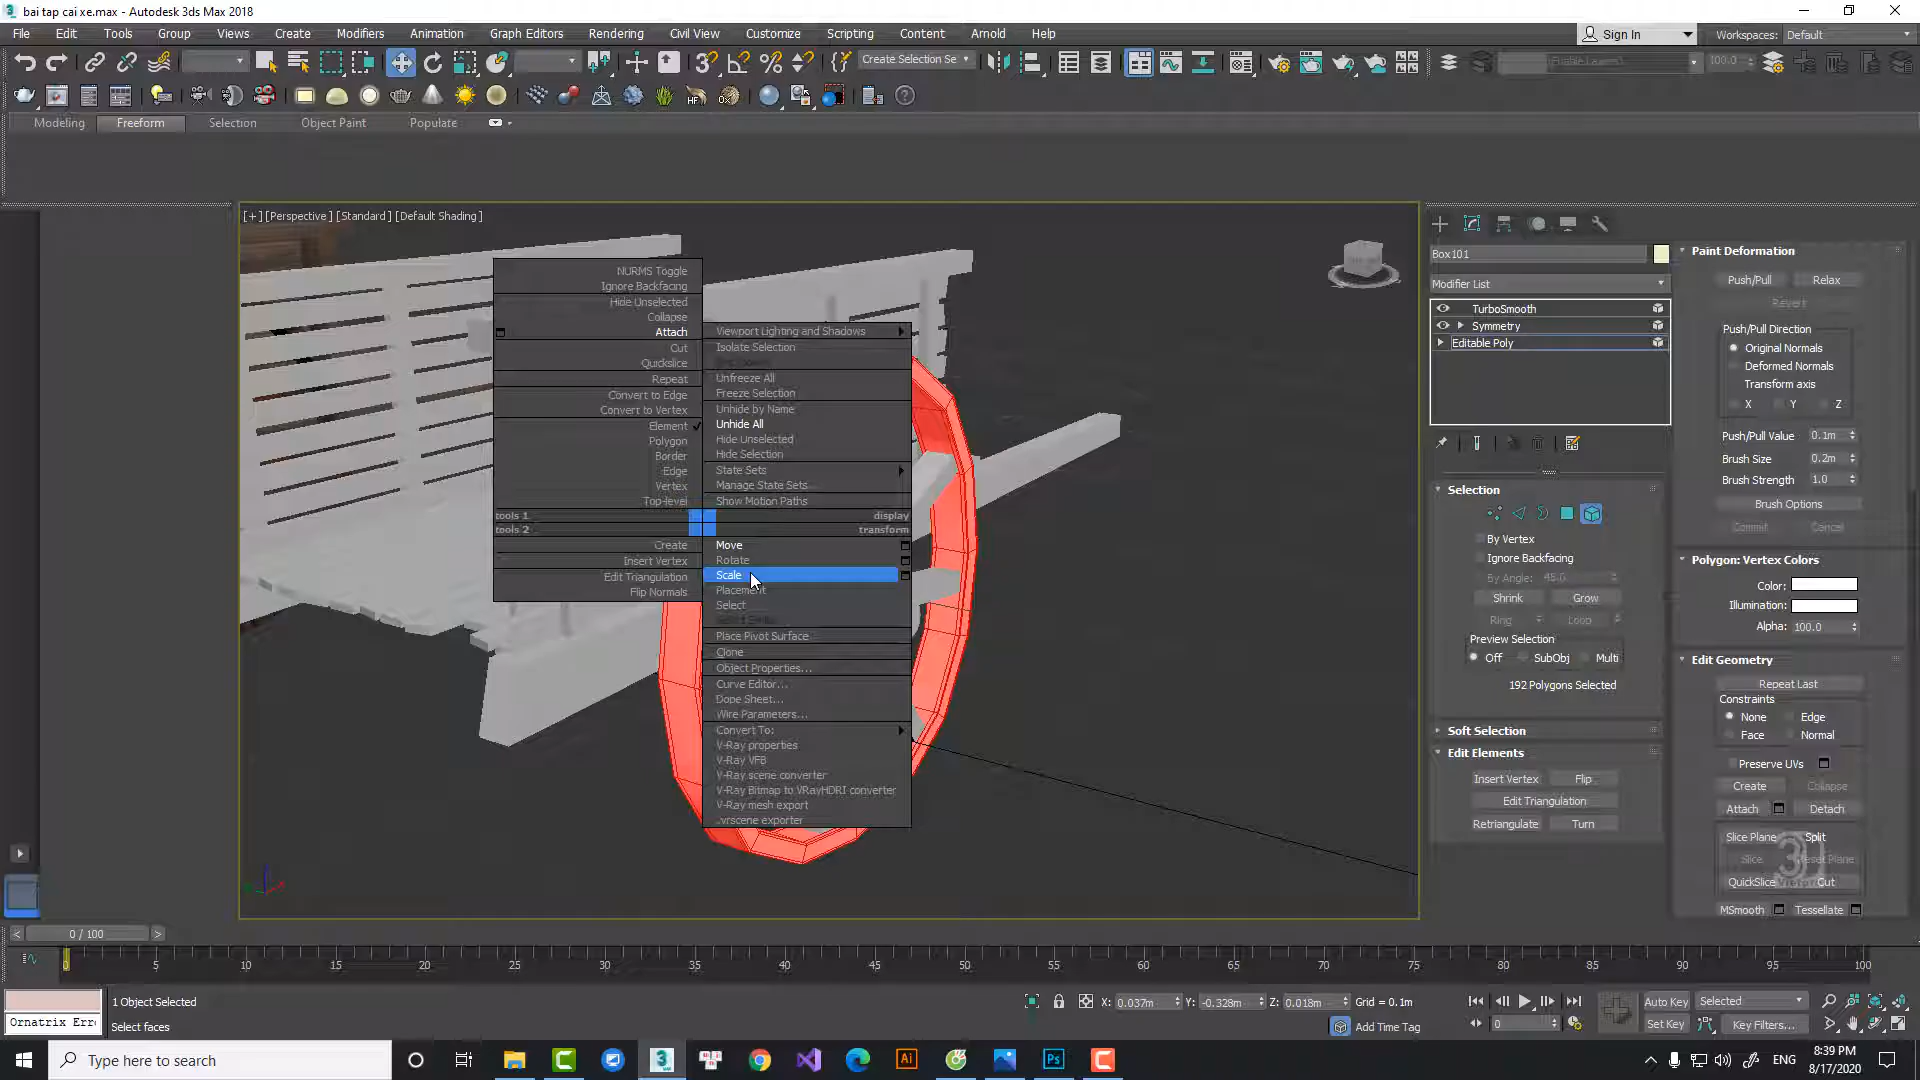 bai tap cai xe.max - Autodesk 3ds Max 2018
File Edit Tools Group Views Create Modifiers Animation Graph Editors Rendering Civil View Customize Scripting Content Arnold Help
Sign In Workspaces: Default
Create Selection Se 100.0
Modeling Freeform Selection Object Paint Populate
[+] [Perspective ] [Standard ] [Default Shading ]
NURMS Toggle
Ignore Backfacing
Hide Unselected
Collapse
Attach
Cut
Quickslice
Repeat
Convert to Edge
Convert to Vertex
Element
Polygon
Border
Edge
Vertex
Top-level
tools 1
tools 2
Create
Insert Vertex
Edit Triangulation
Flip Normals
Viewport Lighting and Shadows
Isolate Selection
Unfreeze All
Freeze Selection
Unhide by Name
Unhide All
Hide Unselected
Hide Selection
State Sets
Manage State Sets
Show Motion Paths
display
transform
Move
Rotate
Scale
Placement
Select
Place Pivot Surface
Clone
Object Properties...
Curve Editor...
Dope Sheet...
Wire Parameters...
Convert To:
V-Ray properties
V-Ray VFB
V-Ray scene converter
V-Ray Bitmap to VRayHDRI converter
V-Ray mesh export
.vrscene exporter
Box101
Modifier List
TurboSmooth
Symmetry
Editable Poly
Selection
By Vertex
Ignore Backfacing
By Angle: 45.0
Shrink Grow
Ring Loop
Preview Selection
Off SubObj Multi
192 Polygons Selected
Soft Selection
Edit Elements
Insert Vertex Flip
Edit Triangulation
Retriangulate Turn
Paint Deformation
Push/Pull Relax
Revert
Push/Pull Direction
Original Normals
Deformed Normals
Transform axis
X Y Z
Push/Pull Value 0.1m
Brush Size 0.2m
Brush Strength 1.0
Brush Options
Commit Cancel
Polygon: Vertex Colors
Color:
Illumination:
Alpha: 100.0
Edit Geometry
Repeat Last
Constraints
None Edge
Face Normal
Preserve UVs
Create Collapse
Attach Detach
Slice Plane Split
Slice Reset Plane
QuickSlice Cut
MSmooth Tessellate
< 0 / 100 >
0 5 10 15 20 25 30 35 40 45 50 55 60 65 70 75 80 85 90 95 100
1 Object Selected
Ornatrix Err
Select faces
X: 0.037m Y: -0.328m Z: 0.018m Grid = 0.1m
Add Time Tag
0
Auto Key Selected
Set Key Key Filters...
Type here to search
ENG
8:39 PM
8/17/2020